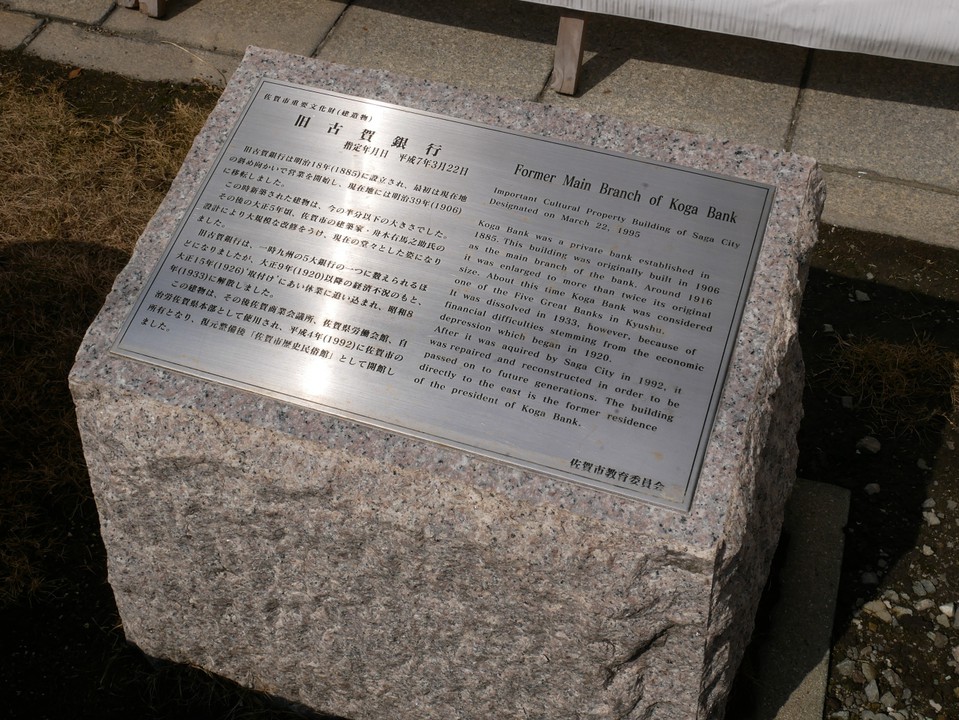 佐賀市重要文化財(建造物)
旧古賀銀行
指定年月日 平成7年3月22日
旧古賀銀行は明治18年(1885)に設立され、最初は現在地
の斜め向かいで営業を開始し、現在地には明治39年(1906)
に移転しました。
この時新築された建物は、今の半分以下の大きさでした。
その後の大正5年頃、佐賀市の建築家・舟木右馬之助氏の
設計により大規模な改修をうけ、現在の堂々とした姿になり
ました。
旧古賀銀行は、一時九州の5大銀行の一つに数えられるほ
どになりましたが、大正9年(1920)以降の経済不況のもと、
大正15年(1926)"取付け"にあい休業に追い込まれ、昭和8
年(1933)に解散しました。
この建物は、その後佐賀商業会議所、佐賀県労働会館、自
治労佐賀県本部として使用され、平成4年(1992)に佐賀市の
所有となり、復元整備後「佐賀市歴史民俗館」として開館し
ました。
Former Main Branch of Koga Bank
Important Cultural Property Building of Saga City
Designated on March 22, 1995
Koga Bank was a private bank established in
1885. This building was originally built in 1906
as the main branch of the bank. Around 1916
it was enlarged to more than twice its original
size. About this time Koga Bank was considered
one of the Five Great Banks in Kyushu.
It was dissolved in 1933, however, because of
financial difficulties stemming from the economic
depression which began in 1920.
After it was aquired by Saga City in 1992, it
was repaired and reconstructed in order to be
passed on to future generations. The building
directly to the east is the former residence
of the president of Koga Bank.
佐賀市教育委員会